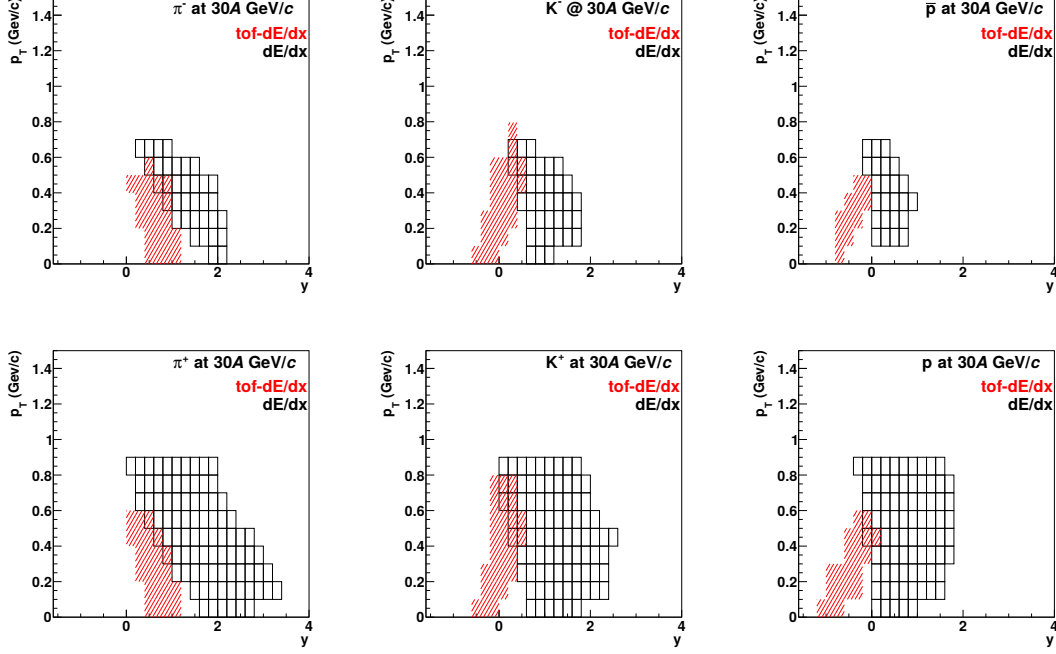 π⁻ at 30A GeV/c
tof-dE/dx
dE/dx
p_T (Gev/c)
1.4
1.2
1
0.8
0.6
0.4
0.2
0
0
2
4
y
K⁻ @ 30A GeV/c
tof-dE/dx
dE/dx
p_T (Gev/c)
1.4
1.2
1
0.8
0.6
0.4
0.2
0
0
2
4
y
p̄ at 30A GeV/c
tof-dE/dx
dE/dx
p_T (Gev/c)
1.4
1.2
1
0.8
0.6
0.4
0.2
0
0
2
4
y
π⁺ at 30A GeV/c
tof-dE/dx
dE/dx
p_T (Gev/c)
1.4
1.2
1
0.8
0.6
0.4
0.2
0
0
2
4
y
K⁺ at 30A GeV/c
tof-dE/dx
dE/dx
p_T (Gev/c)
1.4
1.2
1
0.8
0.6
0.4
0.2
0
0
2
4
y
p at 30A GeV/c
tof-dE/dx
dE/dx
p_T (Gev/c)
1.4
1.2
1
0.8
0.6
0.4
0.2
0
0
2
4
y